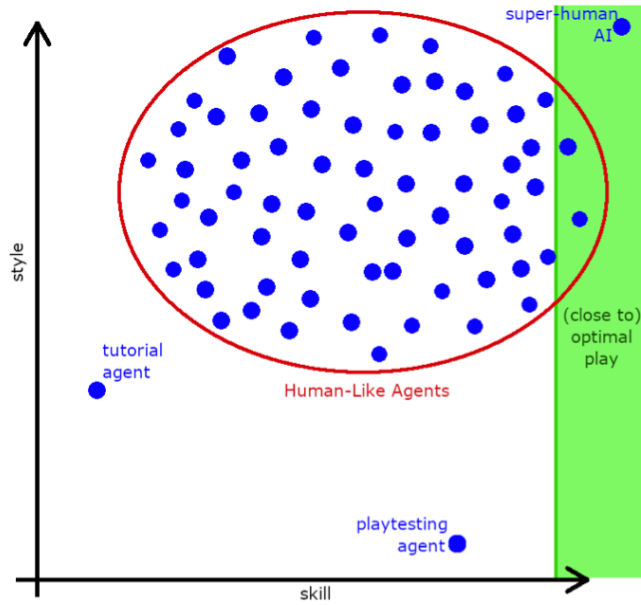 super-human
AI
style
(close to)
optimal
play
tutorial
agent
Human-Like Agents
playtesting
agent
skill